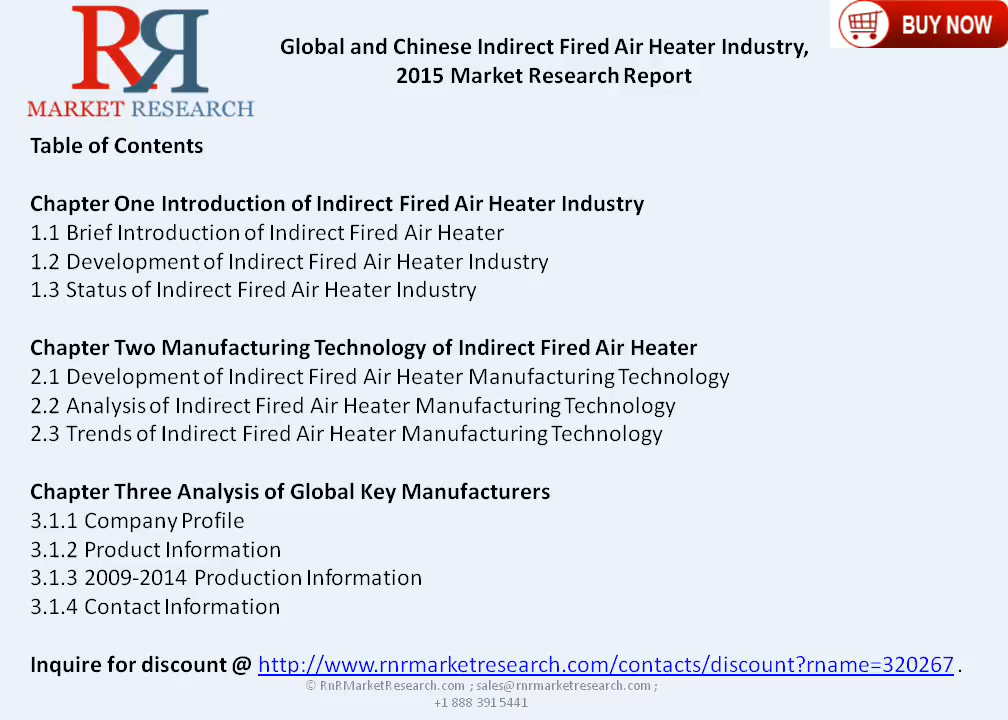 RR
MARKET RESEARCH
Global and Chinese Indirect Fired Air Heater Industry,
2015 Market Research Report
BUY NOW
Table of Contents
Chapter One Introduction of Indirect Fired Air Heater Industry
1.1 Brief Introduction of Indirect Fired Air Heater
1.2 Development of Indirect Fired Air Heater Industry
1.3 Status of Indirect Fired Air Heater Industry
Chapter Two Manufacturing Technology of Indirect Fired Air Heater
2.1 Development of Indirect Fired Air Heater Manufacturing Technology
2.2 Analysis of Indirect Fired Air Heater Manufacturing Technology
2.3 Trends of Indirect Fired Air Heater Manufacturing Technology
Chapter Three Analysis of Global Key Manufacturers
3.1.1 Company Profile
3.1.2 Product Information
3.1.3 2009-2014 Production Information
3.1.4 Contact Information
Inquire for discount @ http://www.rnrmarketresearch.com/contacts/discount?rname=320267 .
© RnRMarketResearch.com ; sales@rnrmarketresearch.com ;
+1 888 391 5441